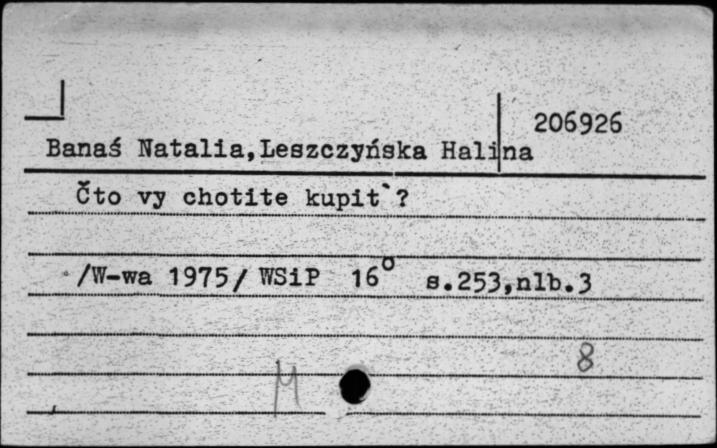 206926
Banaś Natalia,Leszczyńska Halina
Čto vy chotite kupit`?
/W-wa 1975/ WSiP 16° s.253,nlb.3
8
M